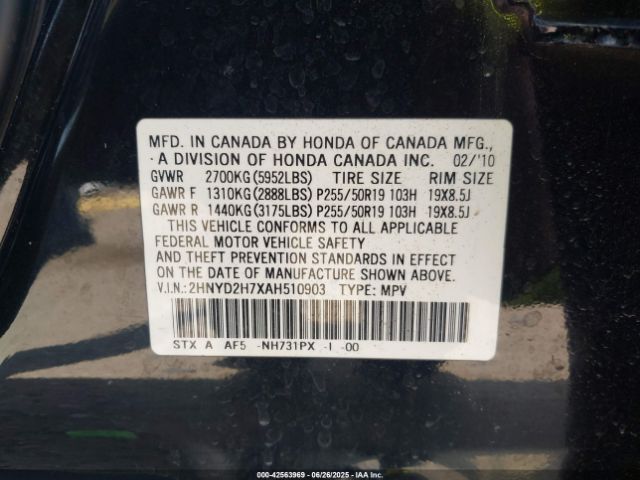 MFD. IN CANADA BY HONDA OF CANADA MFG.,
A DIVISION OF HONDA CANADA INC. 02/'10
GVWR 2700KG(5952LBS) TIRE SIZE RIM SIZE
GAWR F 1310KG(2888LBS) P255/50R19 103H 19X8.5J
GAWR R 1440KG(3175LBS) P255/50R19 103H 19X8.5J
THIS VEHICLE CONFORMS TO ALL APPLICABLE
FEDERAL MOTOR VEHICLE SAFETY
AND THEFT PREVENTION STANDARDS IN EFFECT
ON THE DATE OF MANUFACTURE SHOWN ABOVE.
V.I.N.: 2HNYD2H7XAH510903 TYPE: MPV
STX A AF5 -NH731PX -I -00
000-42563969 06/26/2025 IAA Inc.